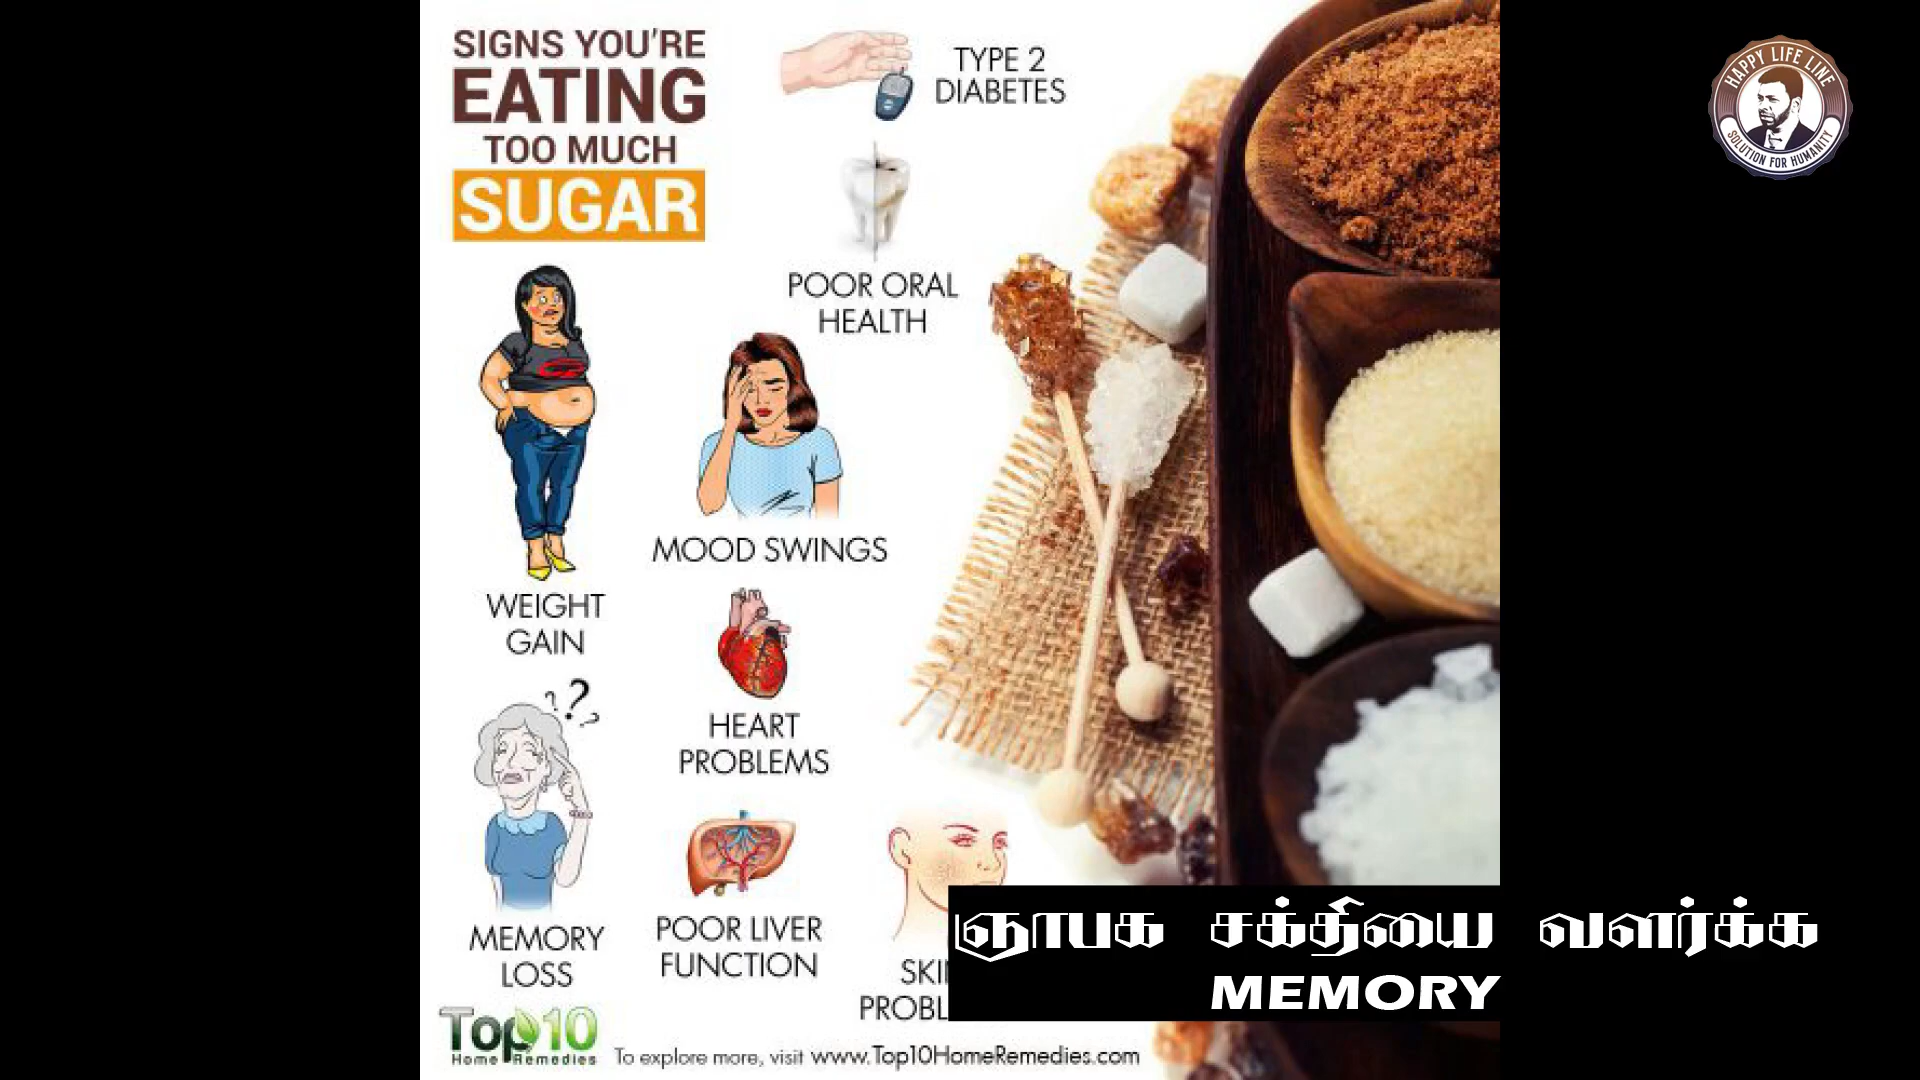 SIGNS YOU'RE
EATING
TOO MUCH
SUGAR
TYPE 2
DIABETES
POOR ORAL
HEALTH
MOOD SWINGS
WEIGHT
GAIN
HEART
PROBLEMS
??
?
MEMORY
LOSS
POOR LIVER
FUNCTION
SKIN
PROBL
ஞாபக சக்தியை வளர்க்க
MEMORY
Top10
Home Remedies
To explore more, visit www.Top10HomeRemedies.com
HAPPY LIFE LINE
SOLUTION FOR HUMANITY